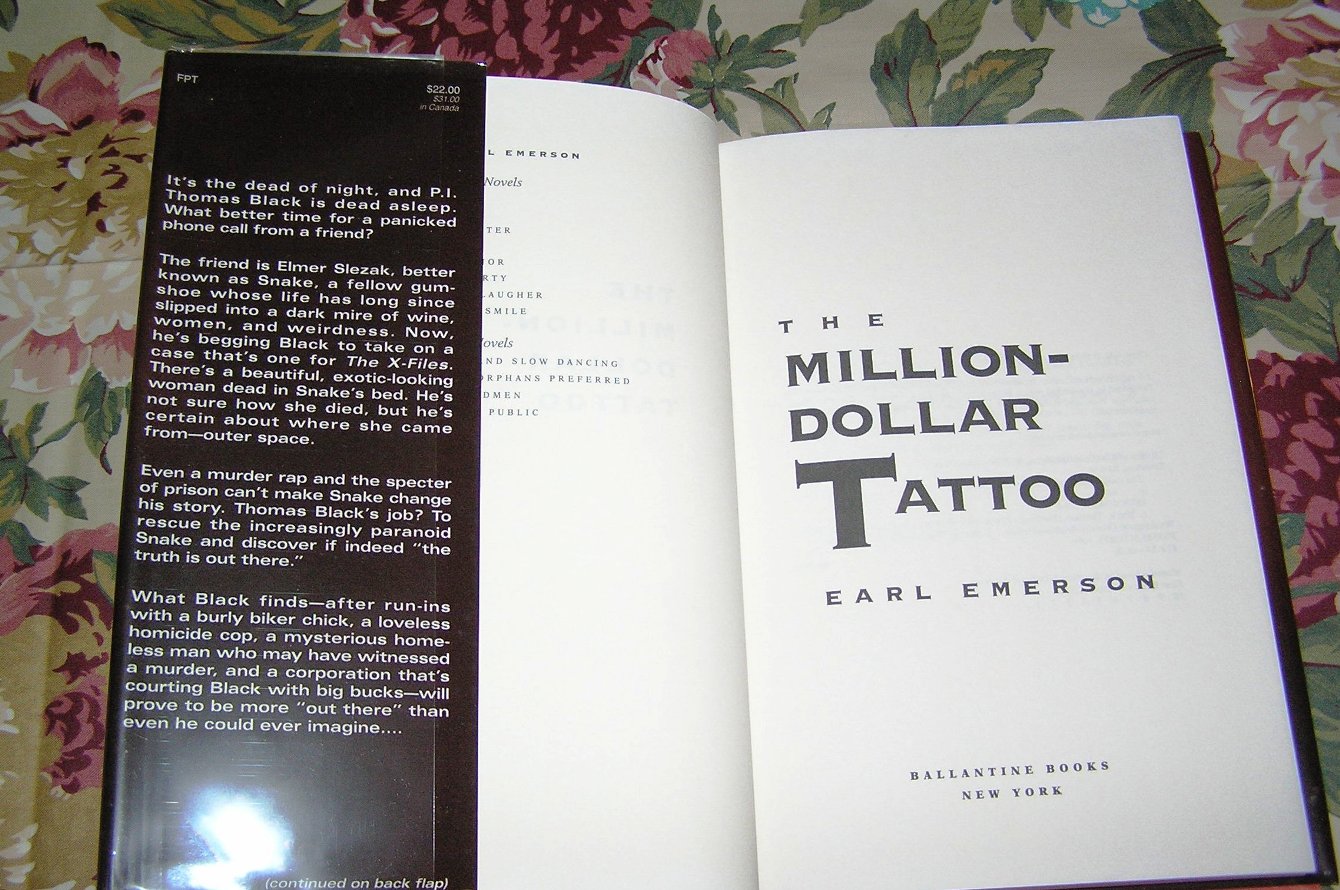 FPT
$22.00
$31.00
in Canada
It's the dead of night, and P.I.
Thomas Black is dead asleep.
What better time for a panicked
phone call from a friend?
The friend is Elmer Slezak, better
known as Snake, a fellow gum-
shoe whose life has long since
slipped into a dark mire of wine,
women, and weirdness. Now,
he's begging Black to take on a
case that's one for The X-Files.
There's a beautiful, exotic-looking
woman dead in Snake's bed. He's
not sure how she died, but he's
certain about where she came
from—outer space.
Even a murder rap and the specter
of prison can't make Snake change
his story. Thomas Black's job? To
rescue the increasingly paranoid
Snake and discover if indeed "the
truth is out there."
What Black finds—after run-ins
with a burly biker chick, a loveless
homicide cop, a mysterious home-
less man who may have witnessed
a murder, and a corporation that's
courting Black with big bucks—will
prove to be more "out there" than
even he could ever imagine....
(continued on back flap)
L EMERSON
Novels
TER
IOR
RTY
LAUGHER
SMILE
ovels
ND SLOW DANCING
ORPHANS PREFERRED
DMEN
PUBLIC
THE
MILLION-
DOLLAR
TATTOO
EARL EMERSON
BALLANTINE BOOKS
NEW YORK